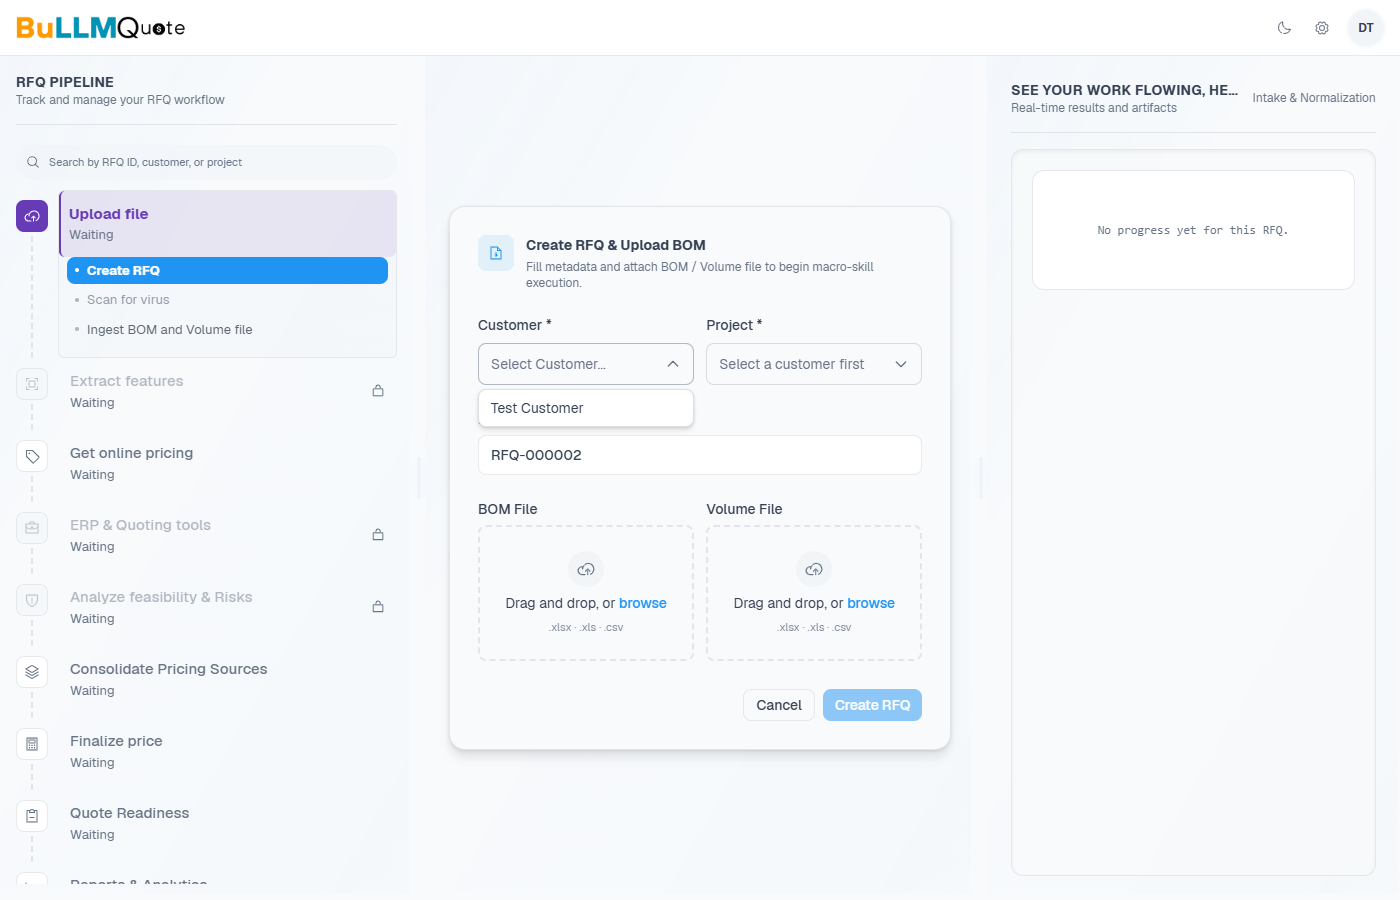 BuLLMQuote
DT
RFQ PIPELINE
Track and manage your RFQ workflow
Search by RFQ ID, customer, or project
Upload file
Waiting
Create RFQ
Scan for virus
Ingest BOM and Volume file
Extract features
Waiting
Get online pricing
Waiting
ERP & Quoting tools
Waiting
Analyze feasibility & Risks
Waiting
Consolidate Pricing Sources
Waiting
Finalize price
Waiting
Quote Readiness
Waiting
Reports & Analytics
Create RFQ & Upload BOM
Fill metadata and attach BOM / Volume file to begin macro-skill
execution.
Customer *
Project *
Select Customer...
Select a customer first
Test Customer
RFQ-000002
BOM File
Volume File
Drag and drop, or browse
.xlsx · .xls · .csv
Drag and drop, or browse
.xlsx · .xls · .csv
Cancel
Create RFQ
SEE YOUR WORK FLOWING, HE...
Intake & Normalization
Real-time results and artifacts
No progress yet for this RFQ.